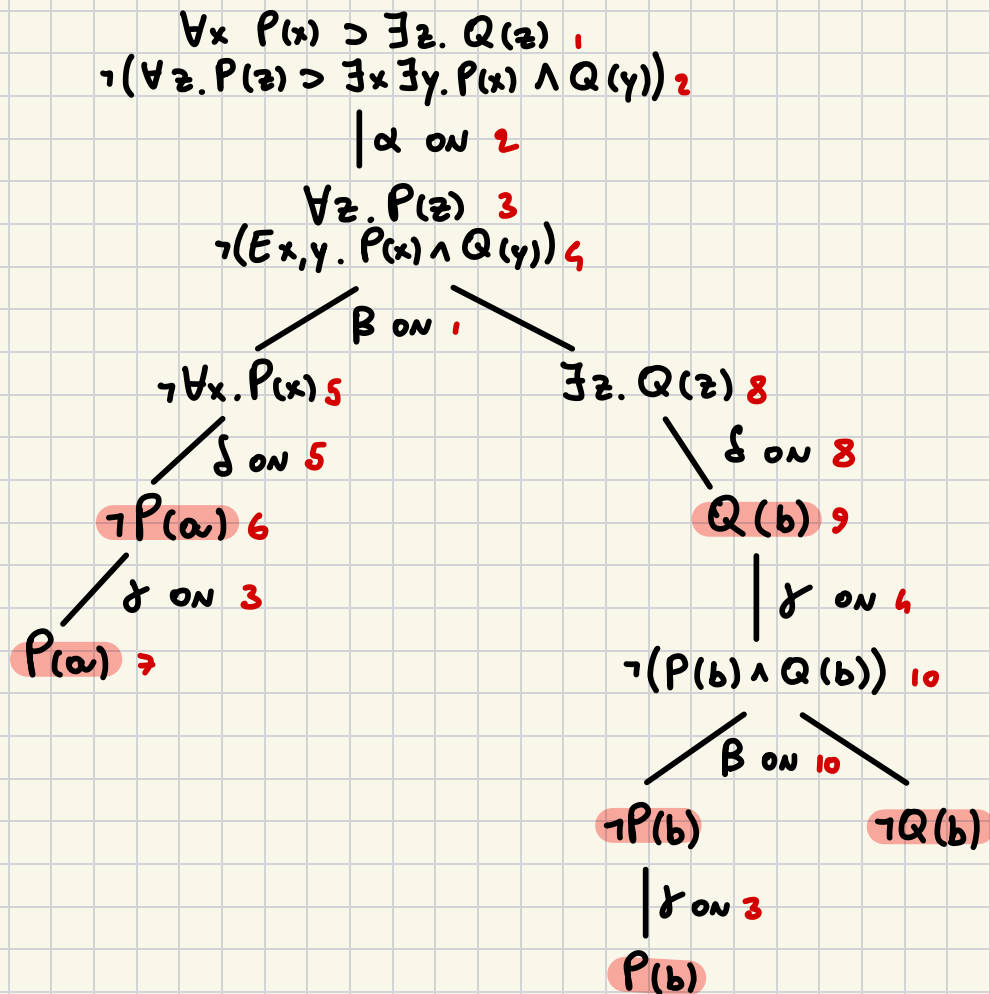 ∀x P(x) ⊃ ∃z. Q(z) 1
¬(∀z. P(z) ⊃ ∃x ∃y. P(x) ∧ Q(y)) 2
α ON 2
∀z. P(z) 3
¬(Ex,y. P(x) ∧ Q(y)) 4
β ON 1
¬∀x. P(x) 5
∃z. Q(z) 8
δ ON 5
δ ON 8
¬P(a) 6
Q(b) 9
γ ON 3
γ ON 4
P(a) 7
¬(P(b) ∧ Q(b)) 10
β ON 10
¬P(b)
¬Q(b)
γ ON 3
P(b)